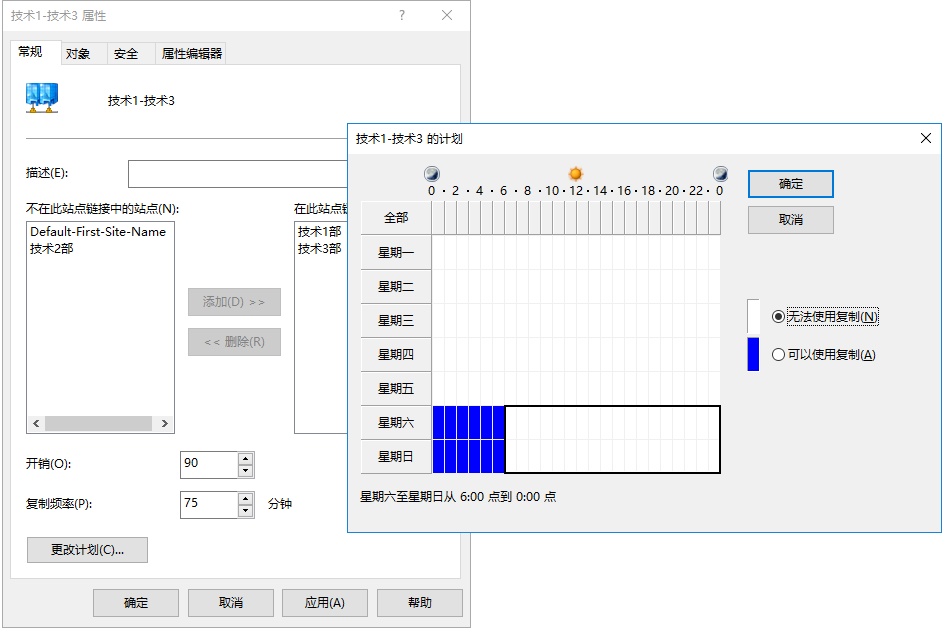 技术1-技术3 属性
常规
对象
安全
属性编辑器
技术1-技术3
描述(E):
不在此站点链接中的站点(N):
Default-First-Site-Name
技术2部
添加(D) >>
<< 删除(R)
在此站点链
技术1部
技术3部
开销(O):
90
复制频率(P):
75
分钟
更改计划(C)...
确定
取消
应用(A)
帮助
技术1-技术3 的计划
0 · 2 · 4 · 6 · 8 · 10 · 12 · 14 · 16 · 18 · 20 · 22 · 0
全部
星期一
星期二
星期三
星期四
星期五
星期六
星期日
星期六至星期日从 6:00 点到 0:00 点
确定
取消
无法使用复制(N)
可以使用复制(A)